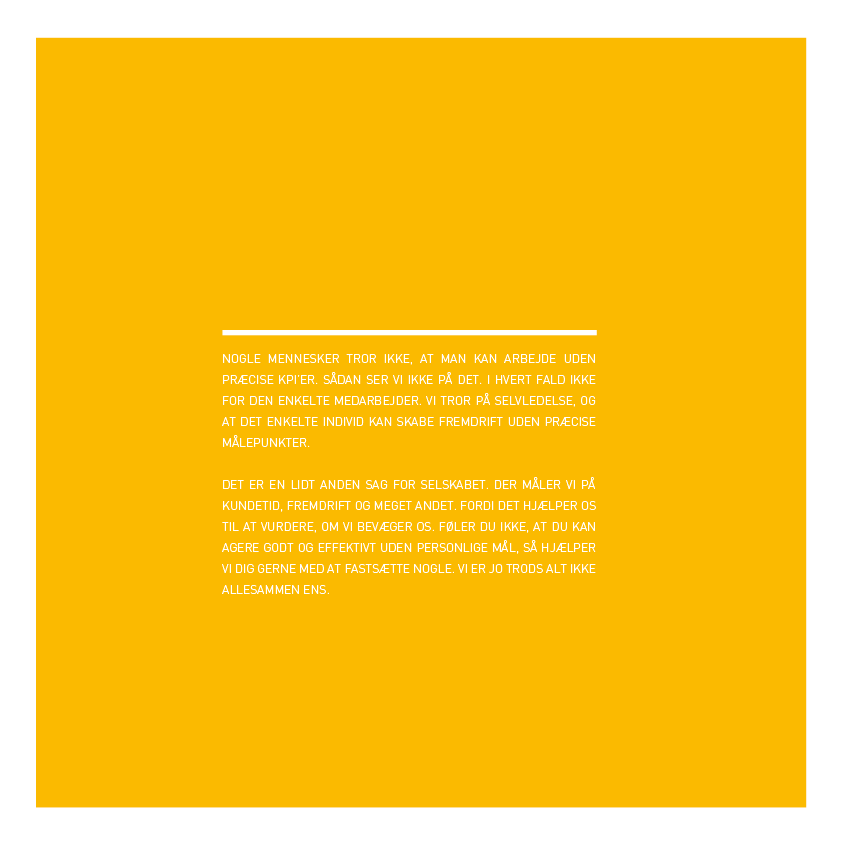 NOGLE MENNESKER TROR IKKE, AT MAN KAN ARBEJDE UDEN
PRÆCISE KPI'ER. SÅDAN SER VI IKKE PÅ DET. I HVERT FALD IKKE
FOR DEN ENKELTE MEDARBEJDER. VI TROR PÅ SELVLEDELSE, OG
AT DET ENKELTE INDIVID KAN SKABE FREMDRIFT UDEN PRÆCISE
MÅLEPUNKTER.
DET ER EN LIDT ANDEN SAG FOR SELSKABET. DER MÅLER VI PÅ
KUNDETID, FREMDRIFT OG MEGET ANDET. FORDI DET HJÆLPER OS
TIL AT VURDERE, OM VI BEVÆGER OS. FØLER DU IKKE, AT DU KAN
AGERE GODT OG EFFEKTIVT UDEN PERSONLIGE MÅL, SÅ HJÆLPER
VI DIG GERNE MED AT FASTSÆTTE NOGLE. VI ER JO TRODS ALT IKKE
ALLESAMMEN ENS.